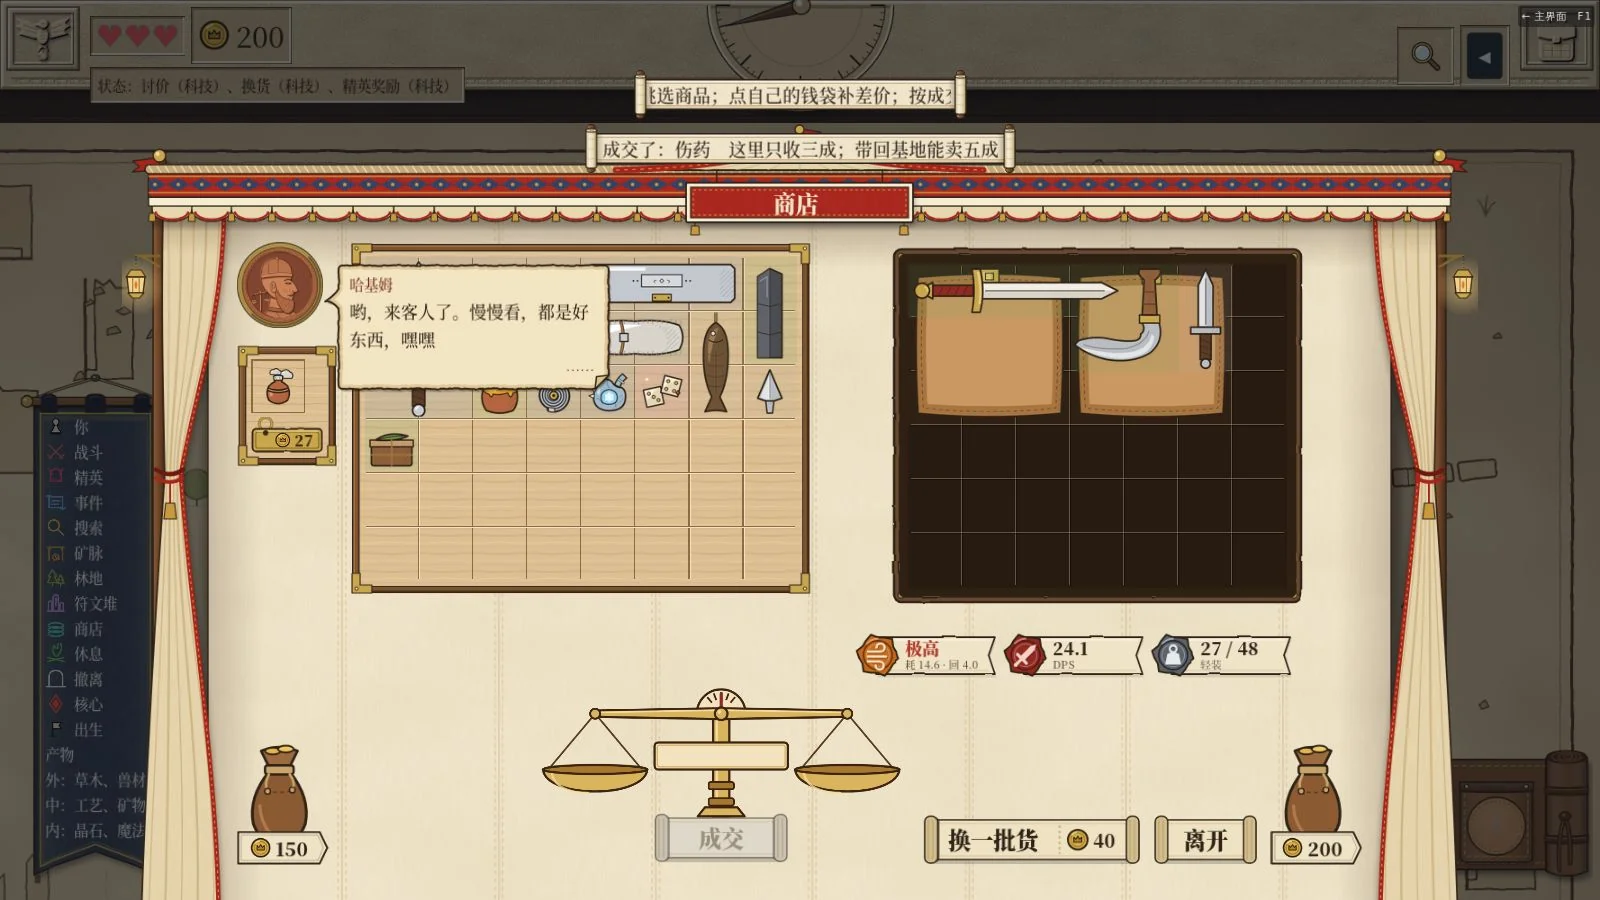 ← 主界面 F1
200
状态：讨价（科技）、换货（科技）、精英奖励（科技）
挑选商品；点自己的钱袋补差价；按成交
成交了：伤药 这里只收三成；带回基地能卖五成
商店
哈基姆
哟，来客人了。慢慢看，都是好
东西，嘿嘿
……
27
你
战斗
精英
事件
搜索
矿脉
林地
符文堆
商店
休息
撤离
核心
出生
产物
外：草木、兽材
中：工艺、矿物
内：晶石、魔法
极高
耗 14.6 · 回 4.0
24.1
DPS
27 / 48
轻装
150
成交
换一批货 40
离开
200